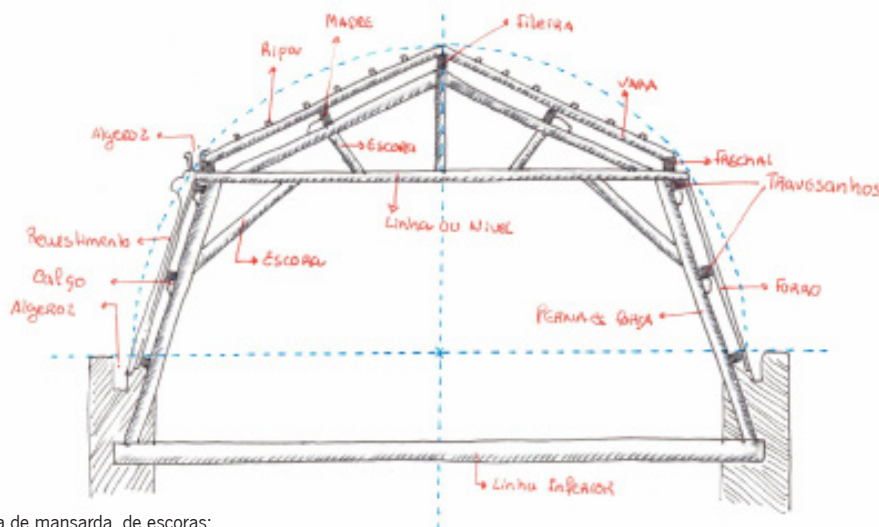 MADRE
Fileira
Ripas
VARA
Algeroz
ESCORA
FRECHAL
TRAVESANHOS
Linha ou Nivel
Revestimento
ESCORA
Calço
FORRO
Algeroz
PERNA de FORÇA
Linha Inferior
a de mansarda, de escoras: